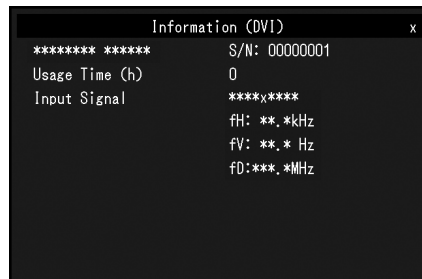 Information (DVI) x
******** ****** S/N: 00000001
Usage Time (h) 0
Input Signal ****x****
fH: **.*kHz
fV: **.* Hz
fD:***.*MHz